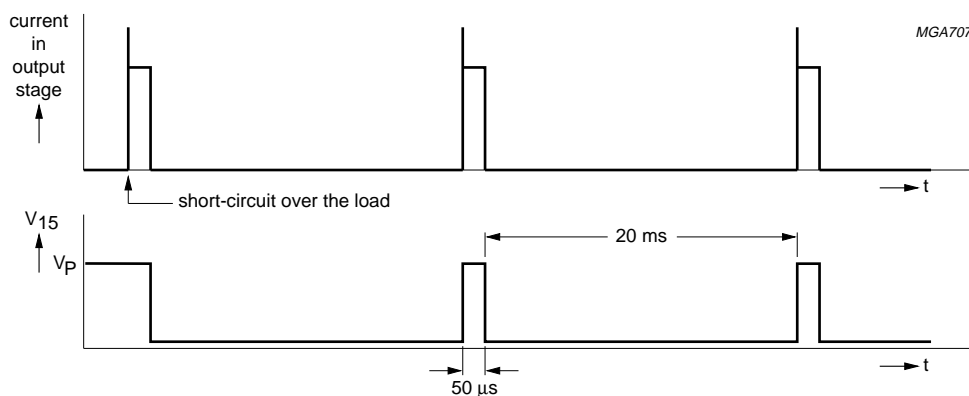 current
in
output
stage
MGA707
t
short-circuit over the load
V15
VP
20 ms
t
50 µs